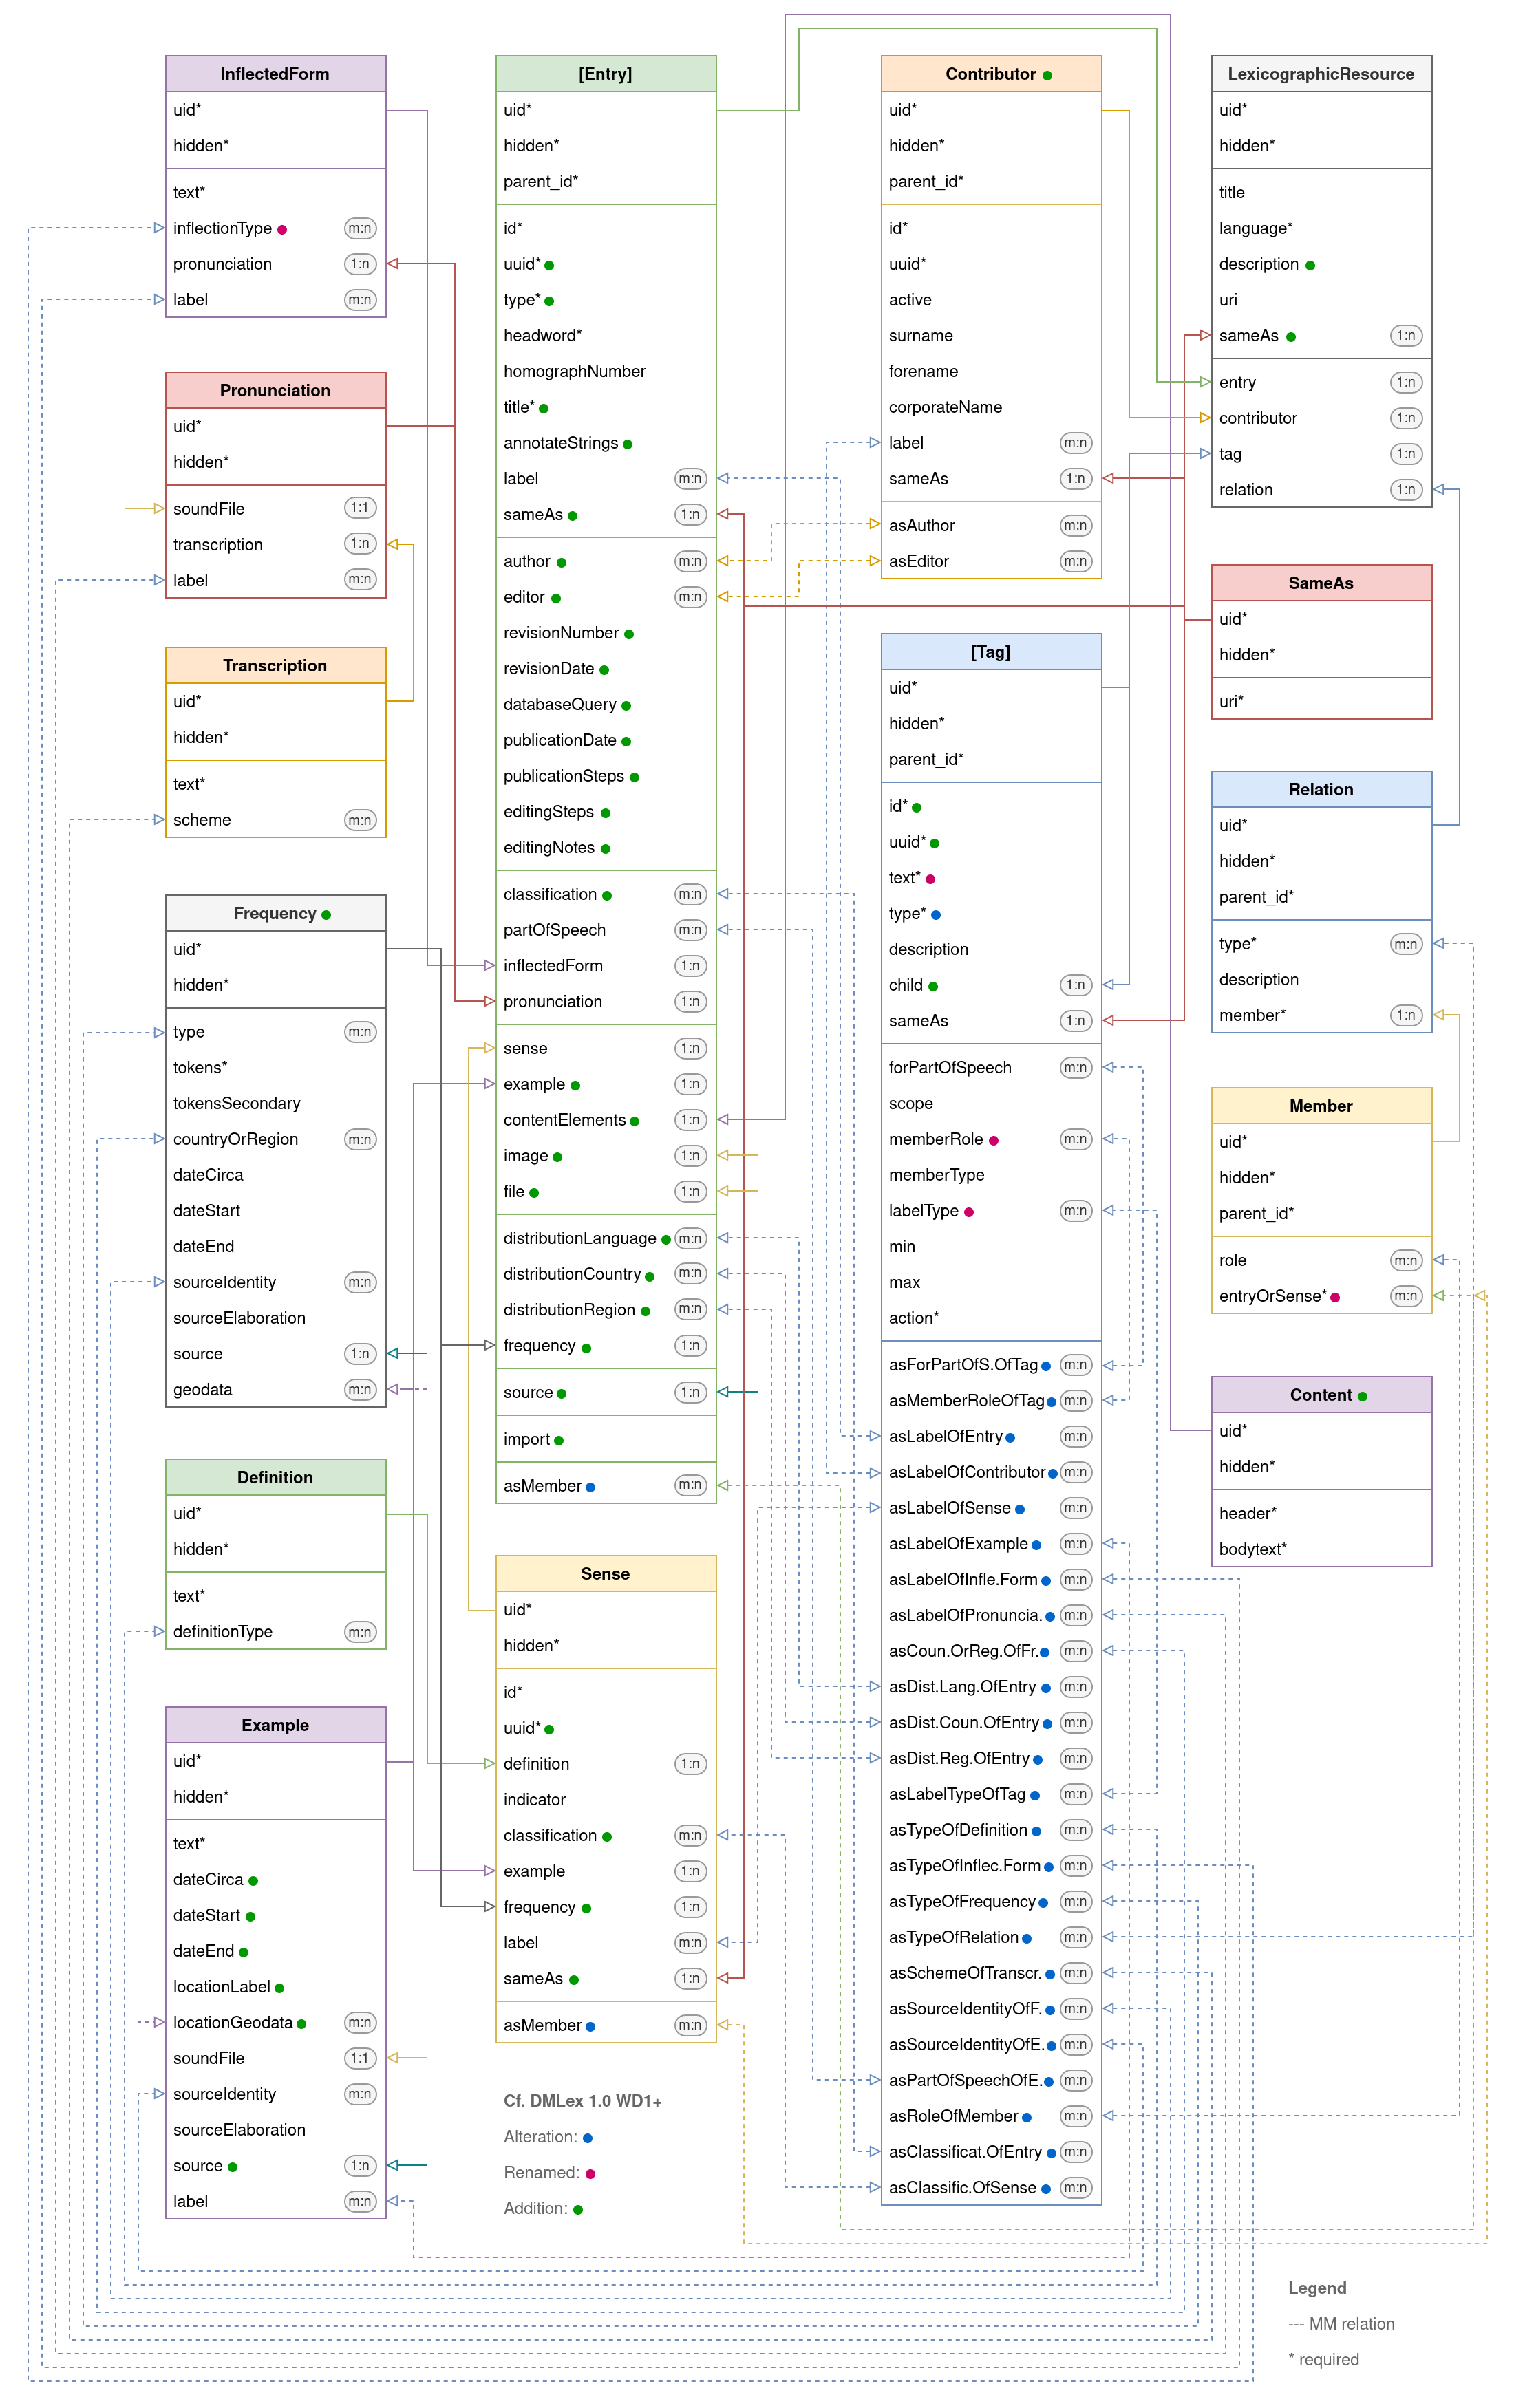 InflectedForm
uid*
hidden*
text*
inflectionType
m:n
pronunciation
1:n
label
m:n
Pronunciation
uid*
hidden*
soundFile
1:1
transcription
1:n
label
m:n
Transcription
uid*
hidden*
text*
scheme
m:n
Frequency
uid*
hidden*
type
m:n
tokens*
tokensSecondary
countryOrRegion
m:n
dateCirca
dateStart
dateEnd
sourceIdentity
m:n
sourceElaboration
source
1:n
geodata
m:n
Definition
uid*
hidden*
text*
definitionType
m:n
Example
uid*
hidden*
text*
dateCirca
dateStart
dateEnd
locationLabel
locationGeodata
m:n
soundFile
1:1
sourceIdentity
m:n
sourceElaboration
source
1:n
label
m:n
[Entry]
uid*
hidden*
parent_id*
id*
uuid*
type*
headword*
homographNumber
title*
annotateStrings
label
m:n
sameAs
1:n
author
m:n
editor
m:n
revisionNumber
revisionDate
databaseQuery
publicationDate
publicationSteps
editingSteps
editingNotes
classification
m:n
partOfSpeech
m:n
inflectedForm
1:n
pronunciation
1:n
sense
1:n
example
1:n
contentElements
1:n
image
1:n
file
1:n
distributionLanguage
m:n
distributionCountry
m:n
distributionRegion
m:n
frequency
1:n
source
1:n
import
asMember
m:n
Sense
uid*
hidden*
id*
uuid*
definition
1:n
indicator
classification
m:n
example
1:n
frequency
1:n
label
m:n
sameAs
1:n
asMember
m:n
Cf. DMLex 1.0 WD1+
Alteration:
Renamed:
Addition:
Contributor
uid*
hidden*
parent_id*
id*
uuid*
active
surname
forename
corporateName
label
m:n
sameAs
1:n
asAuthor
m:n
asEditor
m:n
[Tag]
uid*
hidden*
parent_id*
id*
uuid*
text*
type*
description
child
1:n
sameAs
1:n
forPartOfSpeech
m:n
scope
memberRole
m:n
memberType
labelType
m:n
min
max
action*
asForPartOfS.OfTag
m:n
asMemberRoleOfTag
m:n
asLabelOfEntry
m:n
asLabelOfContributor
m:n
asLabelOfSense
m:n
asLabelOfExample
m:n
asLabelOfInfle.Form
m:n
asLabelOfPronuncia.
m:n
asCoun.OrReg.OfFr.
m:n
asDist.Lang.OfEntry
m:n
asDist.Coun.OfEntry
m:n
asDist.Reg.OfEntry
m:n
asLabelTypeOfTag
m:n
asTypeOfDefinition
m:n
asTypeOfInflec.Form
m:n
asTypeOfFrequency
m:n
asTypeOfRelation
m:n
asSchemeOfTranscr.
m:n
asSourceIdentityOfF.
m:n
asSourceIdentityOfE.
m:n
asPartOfSpeechOfE.
m:n
asRoleOfMember
m:n
asClassificat.OfEntry
m:n
asClassific.OfSense
m:n
LexicographicResource
uid*
hidden*
title
language*
description
uri
sameAs
1:n
entry
1:n
contributor
1:n
tag
1:n
relation
1:n
SameAs
uid*
hidden*
uri*
Relation
uid*
hidden*
parent_id*
type*
m:n
description
member*
1:n
Member
uid*
hidden*
parent_id*
role
m:n
entryOrSense*
m:n
Content
uid*
hidden*
header*
bodytext*
Legend
--- MM relation
* required